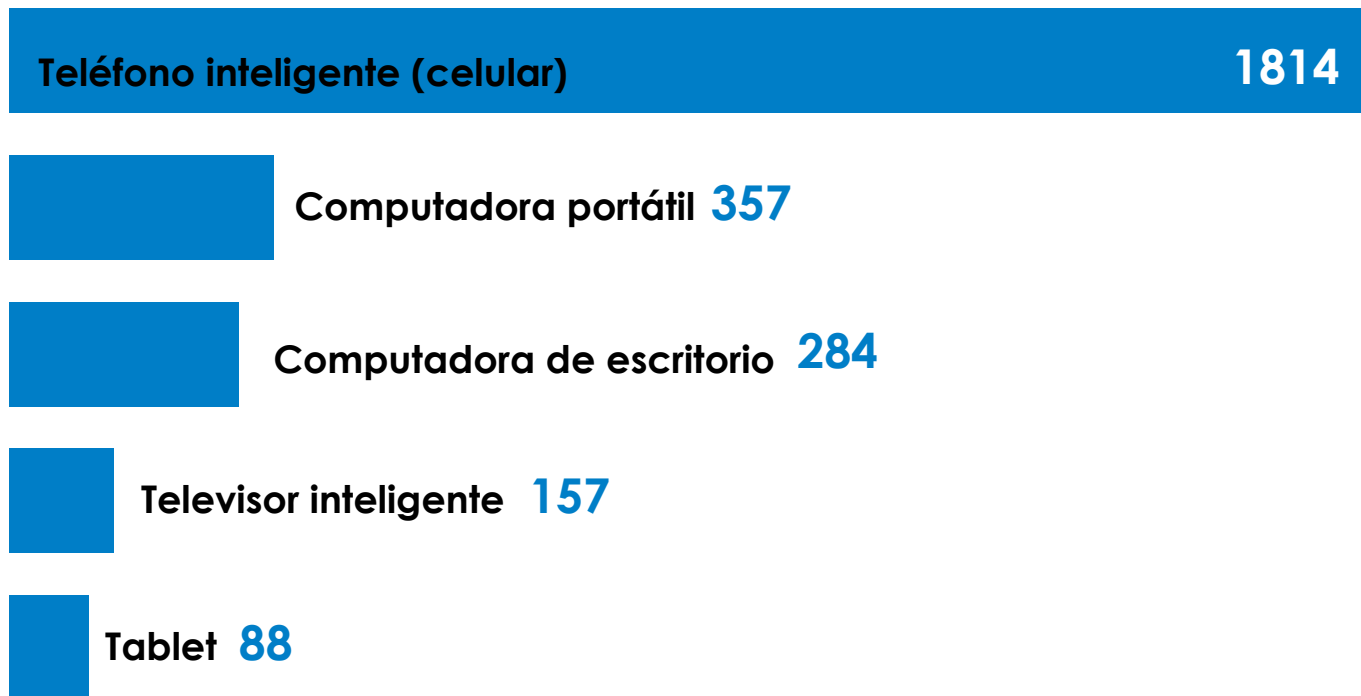 Teléfono inteligente (celular) 1814
Computadora portátil 357
Computadora de escritorio 284
Televisor inteligente 157
Tablet 88